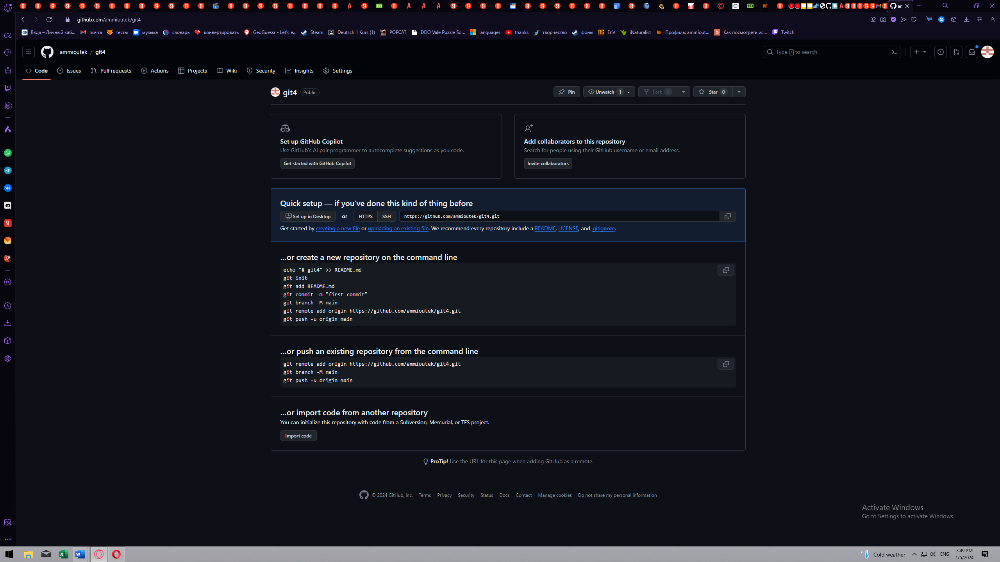 an
github.com/ammioutek/git4
Вход – Личный каб... почта тесты музыка словарь конвертировать GeoGuessr - Let's e... Steam Deutsch 1 Kurs (1) POPCAT DDO Vale Puzzle So... languages thanks творчество фоны EnV iNaturalist Профиль: ammiout... Как посмотреть ис... Twitch
ammioutek / git4 Type / to search
Code Issues Pull requests Actions Projects Wiki Security Insights Settings
git4 Public Pin Unwatch 1 Fork 0 Star 0
Set up GitHub Copilot
Use GitHub's AI pair programmer to autocomplete suggestions as you code.
Get started with GitHub Copilot
Add collaborators to this repository
Search for people using their GitHub username or email address.
Invite collaborators
Quick setup — if you’ve done this kind of thing before
Set up in Desktop or HTTPS SSH https://github.com/ammioutek/git4.git
Get started by creating a new file or uploading an existing file. We recommend every repository include a README, LICENSE, and .gitignore.
…or create a new repository on the command line
echo "# git4" >> README.md
git init
git add README.md
git commit -m "first commit"
git branch -M main
git remote add origin https://github.com/ammioutek/git4.git
git push -u origin main
…or push an existing repository from the command line
git remote add origin https://github.com/ammioutek/git4.git
git branch -M main
git push -u origin main
…or import code from another repository
You can initialize this repository with code from a Subversion, Mercurial, or TFS project.
Import code
ProTip! Use the URL for this page when adding GitHub as a remote.
© 2024 GitHub, Inc. Terms Privacy Security Status Docs Contact Manage cookies Do not share my personal information
Activate Windows
Go to Settings to activate Windows.
Cold weather ENG 3:49 PM
1/5/2024